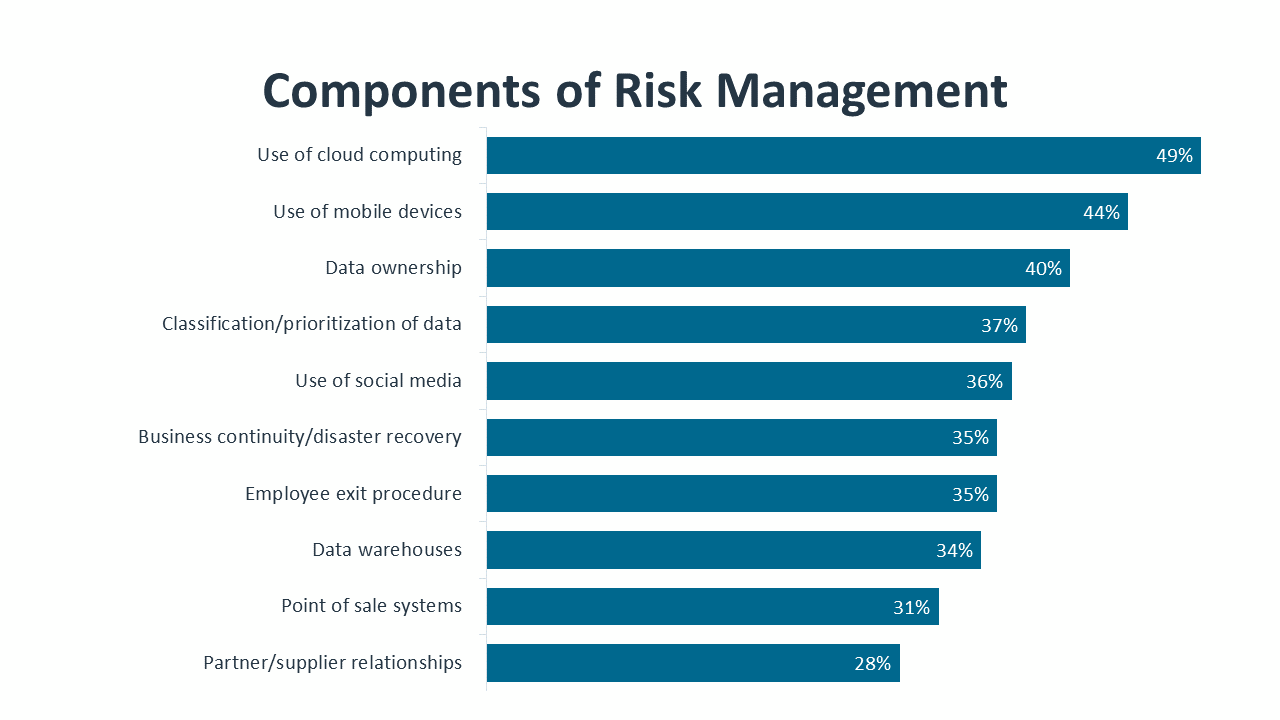 Components of Risk Management
Use of cloud computing 49%
Use of mobile devices 44%
Data ownership 40%
Classification/prioritization of data 37%
Use of social media 36%
Business continuity/disaster recovery 35%
Employee exit procedure 35%
Data warehouses 34%
Point of sale systems 31%
Partner/supplier relationships 28%